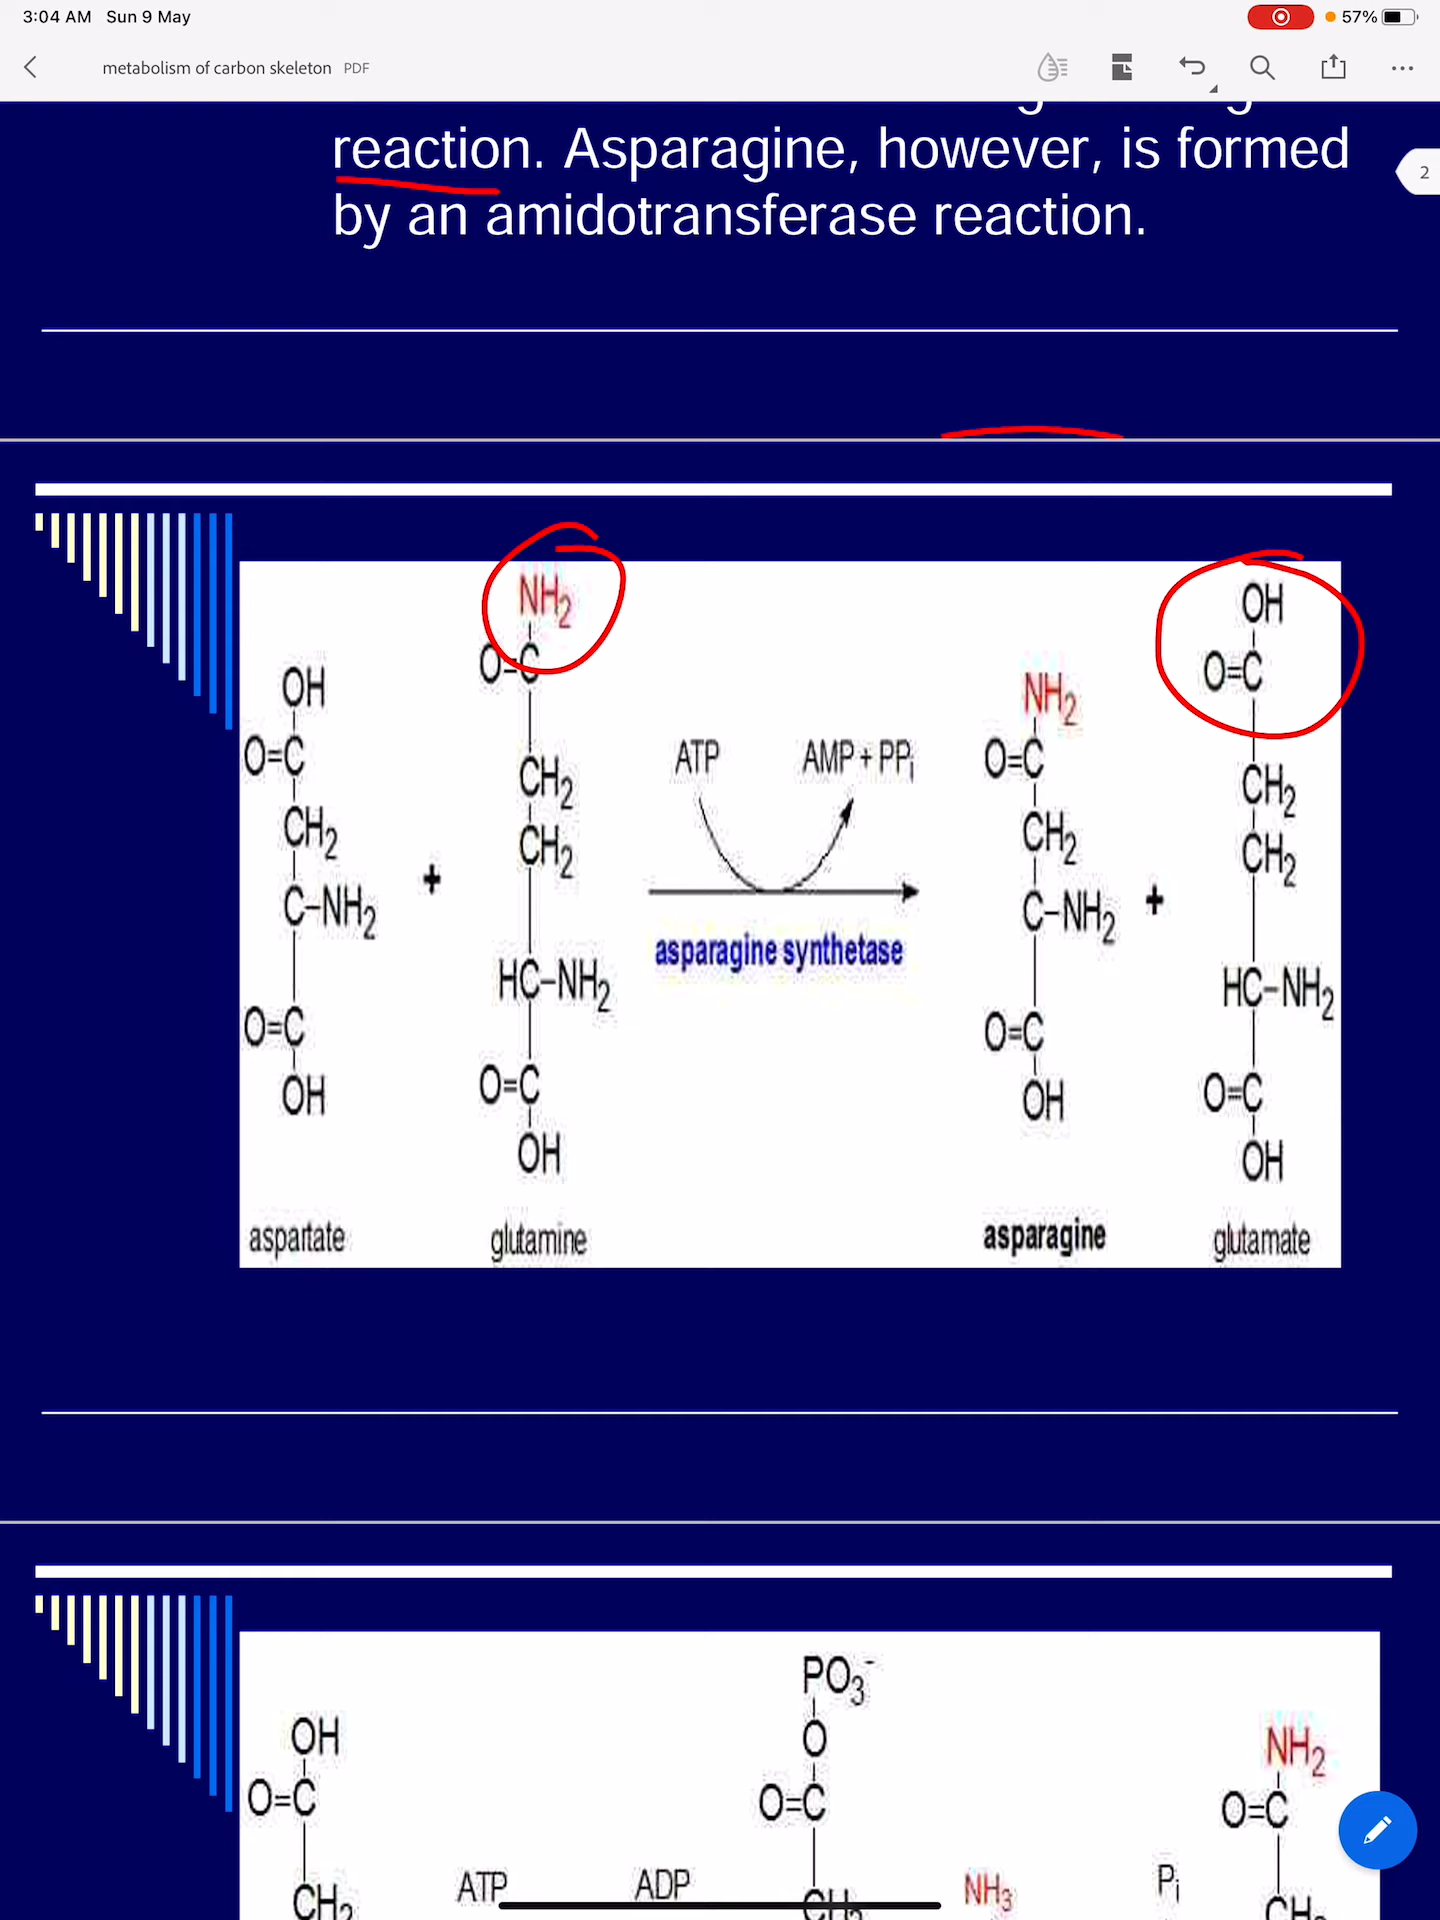 3:04 AM Sun 9 May
57%
metabolism of carbon skeleton PDF
reaction. Asparagine, however, is formed
by an amidotransferase reaction.
2
NH2
O=C
CH2
CH2
HC-NH2
O=C
OH
OH
O=C
CH2
C-NH2
O=C
OH
+
ATP
AMP + PPi
asparagine synthetase
NH2
O=C
CH2
C-NH2
O=C
OH
+
OH
O=C
CH2
CH2
HC-NH2
O=C
OH
aspartate
glutamine
asparagine
glutamate
OH
O=C
CH2
ATP
ADP
PO3-
O
O=C
CH2
NH3
Pi
NH2
O=C
CH2